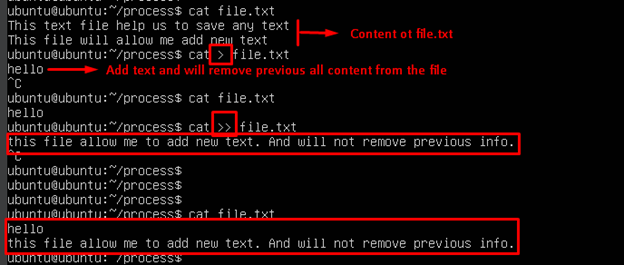 ubuntu@ubuntu:~/process$ cat file.txt
This text file help us to save any text
This file will allow me add new text
Content ot file.txt
ubuntu@ubuntu:~/process$ cat > file.txt
hello
Add text and will remove previous all content from the file
^C
ubuntu@ubuntu:~/process$ cat file.txt
hello
ubuntu@ubuntu:~/process$ cat >> file.txt
this file allow me to add new text. And will not remove previous info.
^C
ubuntu@ubuntu:~/process$
ubuntu@ubuntu:~/process$
ubuntu@ubuntu:~/process$
ubuntu@ubuntu:~/process$ cat file.txt
hello
this file allow me to add new text. And will not remove previous info.
ubuntu@ubuntu:~/process$